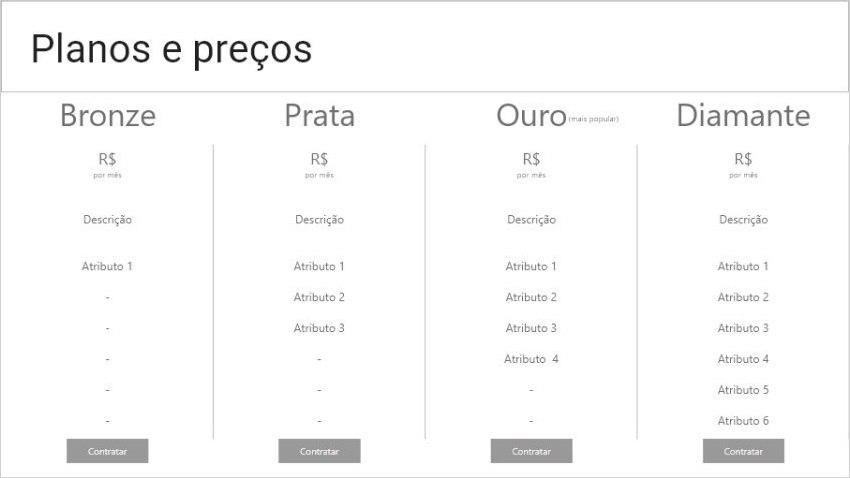 Planos e preços
Bronze Prata Ouro (mais popular) Diamante
R$ R$ R$ R$
por mês por mês por mês por mês
Descrição Descrição Descrição Descrição
Atributo 1 Atributo 1 Atributo 1 Atributo 1
- Atributo 2 Atributo 2 Atributo 2
- Atributo 3 Atributo 3 Atributo 3
- - Atributo  4 Atributo 4
- - - Atributo 5
- - - Atributo 6
Contratar Contratar Contratar Contratar